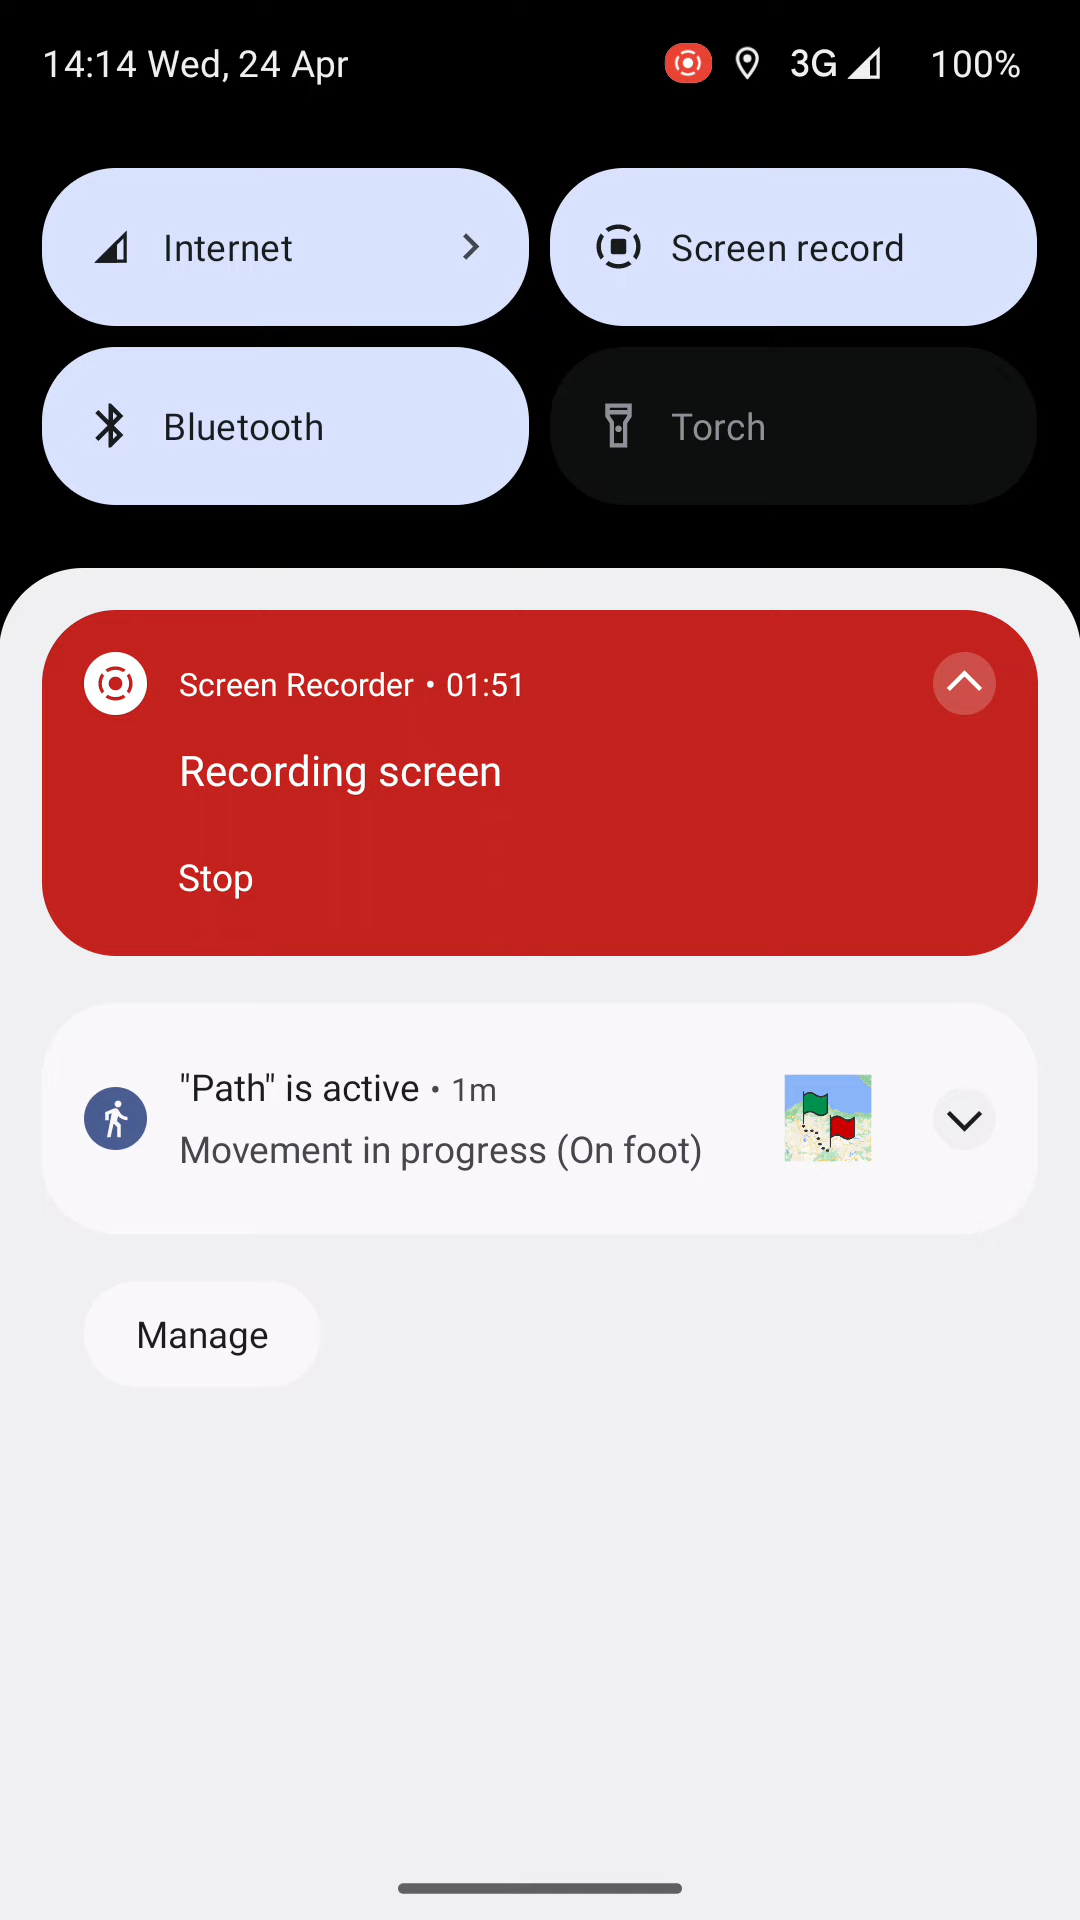 14:14 Wed, 24 Apr
3G
100%
Internet
Screen record
Bluetooth
Torch
Screen Recorder • 01:51
Recording screen
Stop
"Path" is active • 1m
Movement in progress (On foot)
Manage